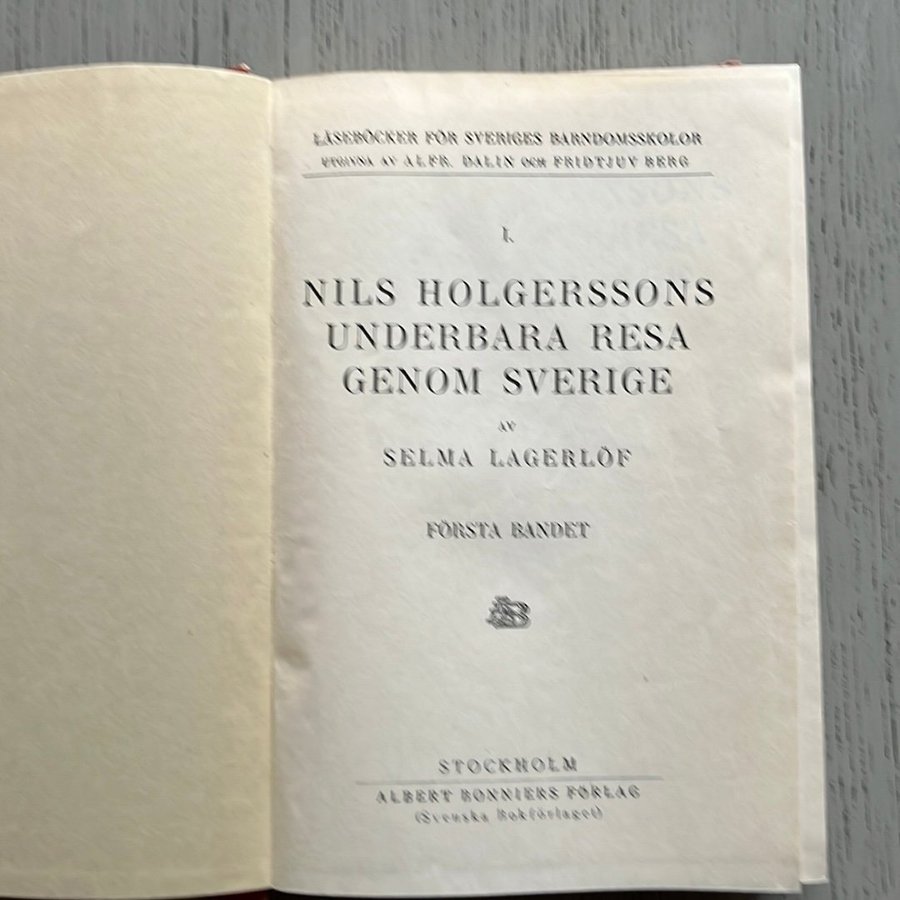 LÄSEBÖCKER FÖR SVERIGES BARNDOMSSKOLOR
UTGIVNA AV ALFR. DALIN OCH FRIDTJUV BERG
I.
NILS HOLGERSSONS
UNDERBARA RESA
GENOM SVERIGE
AV
SELMA LAGERLÖF
FÖRSTA BANDET
STOCKHOLM
ALBERT BONNIERS FÖRLAG
(Svenska Bokförlaget)